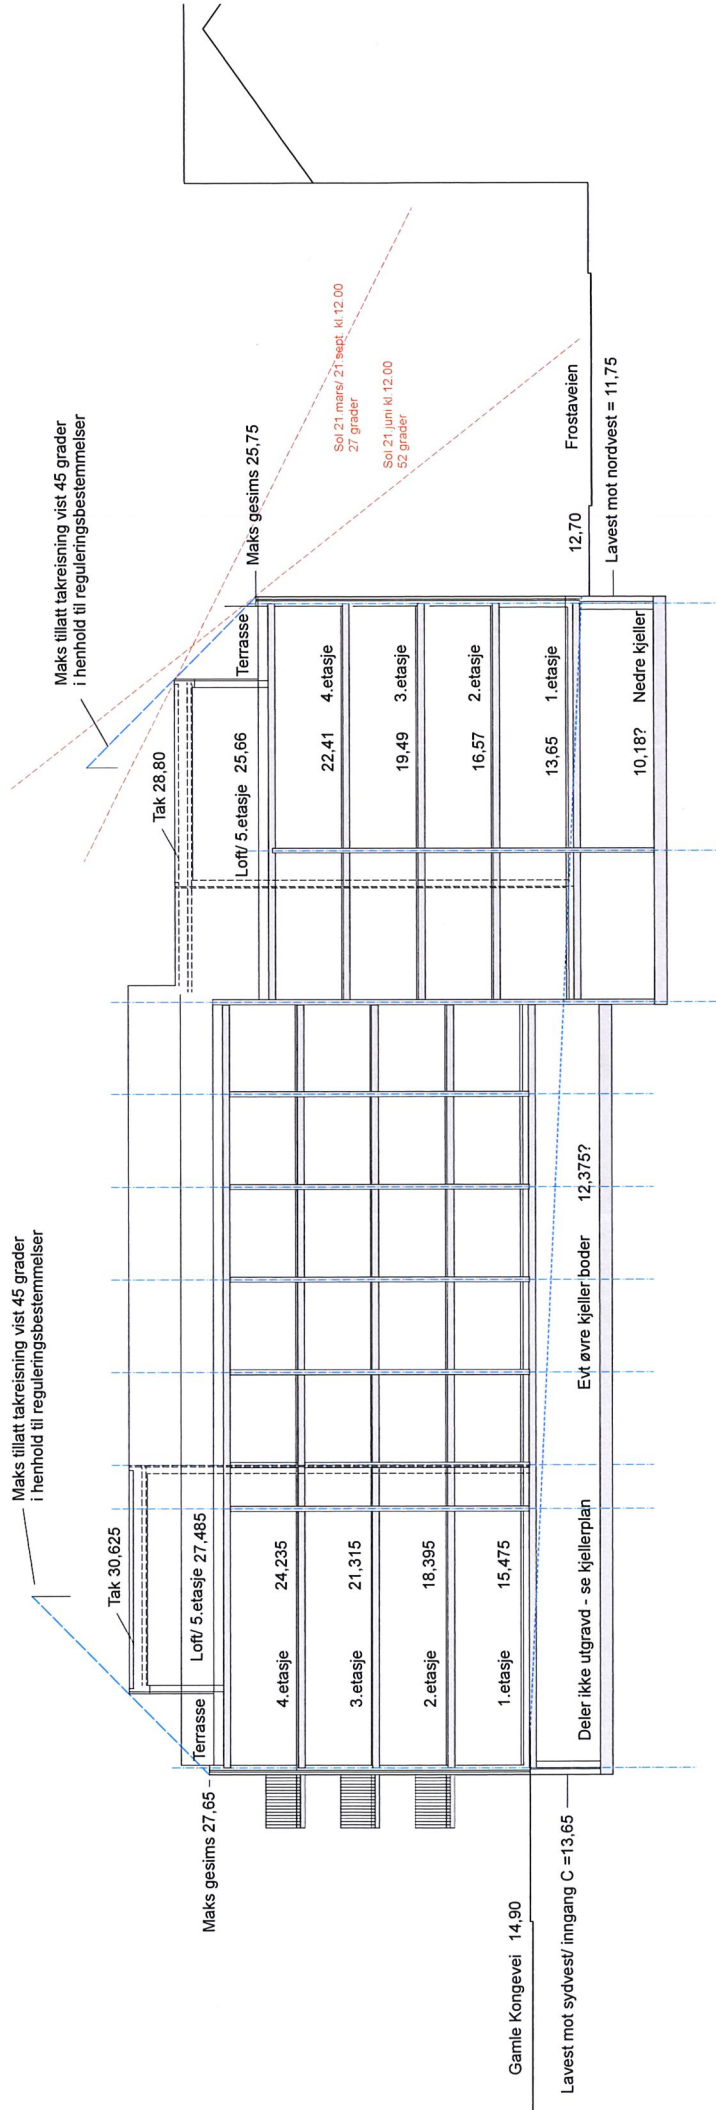 Maks tillatt takreisning vist 45 grader
i henhold til reguleringsbestemmelser
Maks tillatt takreisning vist 45 grader
i henhold til reguleringsbestemmelser
Tak 30,625
Tak 28,80
Terrasse
Loft/ 5.etasje 27,485
Loft/ 5.etasje 25,66
Terrasse
Maks gesims 27,65
Maks gesims 25,75
4.etasje 24,235
3.etasje 21,315
2.etasje 18,395
1.etasje 15,475
22,41 4.etasje
19,49 3.etasje
16,57 2.etasje
13,65 1.etasje
10,18? Nedre kjeller
Sol 21.mars/ 21.sept. kl.12.00
27 grader
Sol 21.juni kl.12.00
52 grader
Gamle Kongevei 14,90
12,70 Frostaveien
Deler ikke utgravd - se kjellerplan
Evt øvre kjeller boder 12,375?
Lavest mot sydvest/ inngang C =13,65
Lavest mot nordvest = 11,75